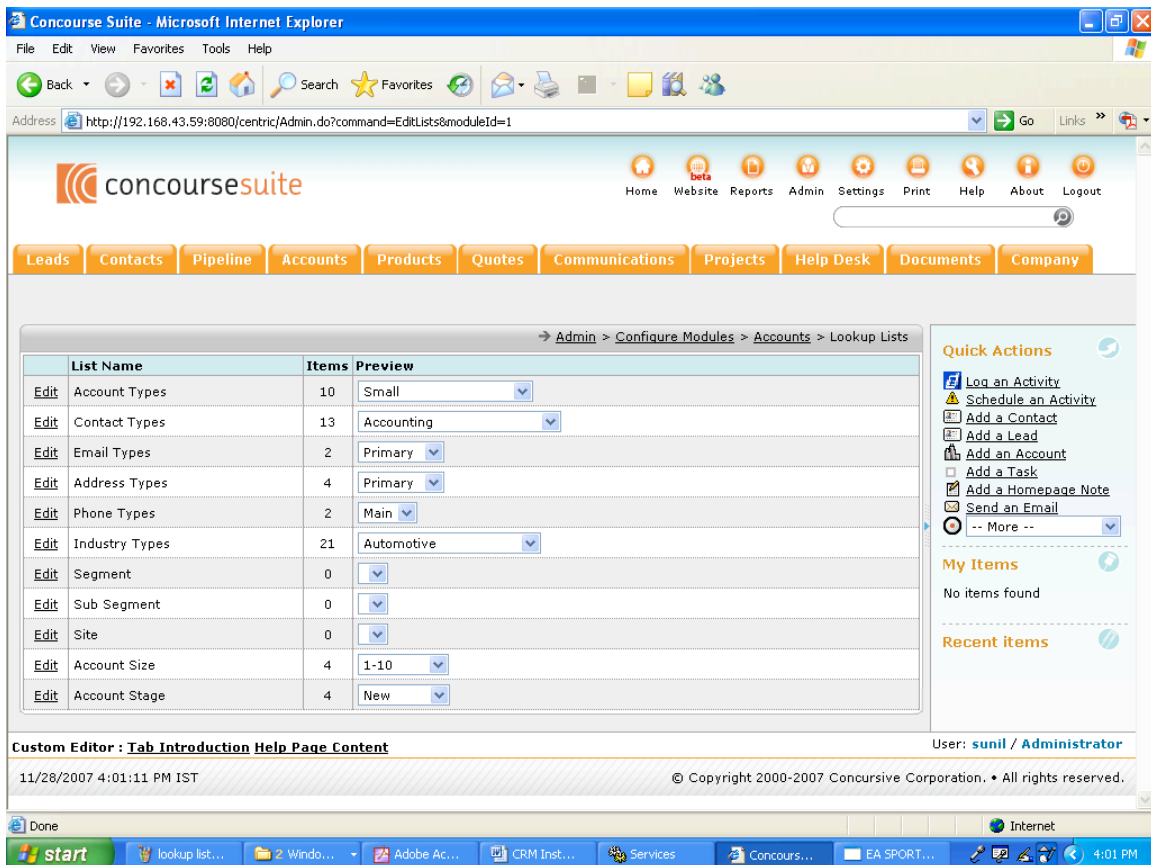 Concourse Suite - Microsoft Internet Explorer
File Edit View Favorites Tools Help
Back Search Favorites
Address http://192.168.43.59:8080/centric/Admin.do?command=EditLists&moduleId=1 Go Links »
concoursesuite
beta
Home Website Reports Admin Settings Print Help About Logout
Leads Contacts Pipeline Accounts Products Quotes Communications Projects Help Desk Documents Company
→ Admin > Configure Modules > Accounts > Lookup Lists
List Name Items Preview
Edit Account Types 10 Small
Edit Contact Types 13 Accounting
Edit Email Types 2 Primary
Edit Address Types 4 Primary
Edit Phone Types 2 Main
Edit Industry Types 21 Automotive
Edit Segment 0
Edit Sub Segment 0
Edit Site 0
Edit Account Size 4 1-10
Edit Account Stage 4 New
Quick Actions
Log an Activity
Schedule an Activity
Add a Contact
Add a Lead
Add an Account
Add a Task
Add a Homepage Note
Send an Email
-- More --
My Items
No items found
Recent items
Custom Editor : Tab Introduction Help Page Content
User: sunil / Administrator
11/28/2007 4:01:11 PM IST
© Copyright 2000-2007 Concursive Corporation. • All rights reserved.
Done Internet
start lookup list... 2 Windo... Adobe Ac... CRM Inst... Services Concours... EA SPORT... 4:01 PM